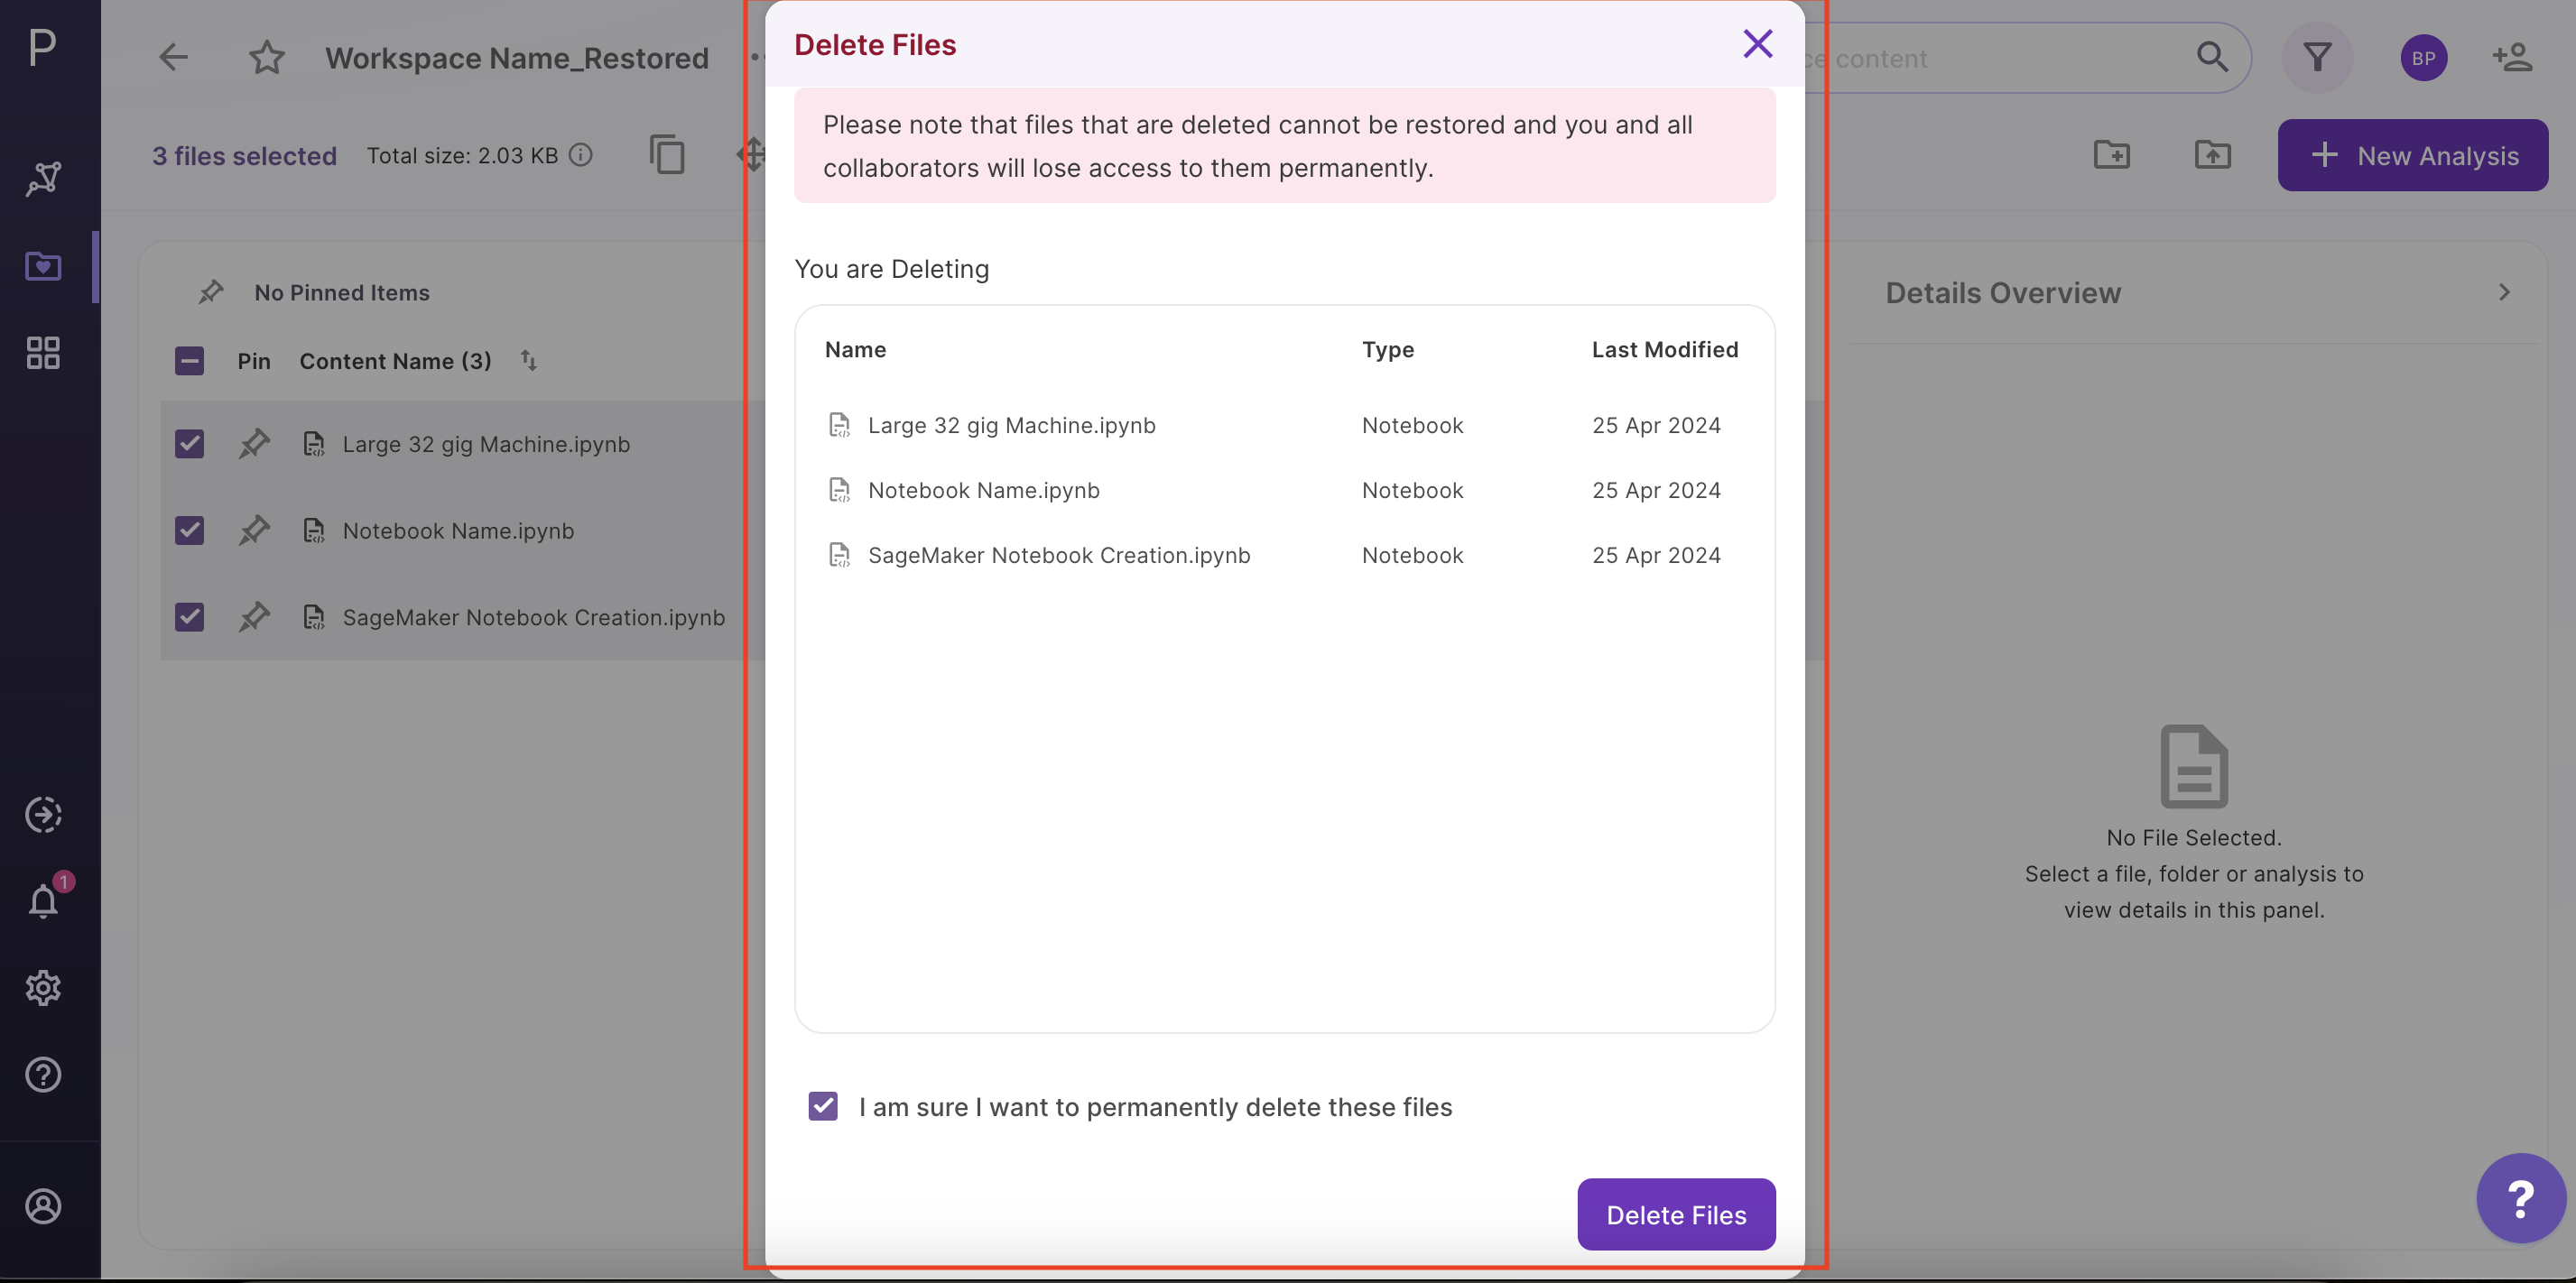 P
Workspace Name_Restored
ce content
BP
3 files selected
Total size: 2.03 KB
New Analysis
No Pinned Items
Pin
Content Name (3)
Large 32 gig Machine.ipynb
Notebook Name.ipynb
SageMaker Notebook Creation.ipynb
Delete Files
Please note that files that are deleted cannot be restored and you and all
collaborators will lose access to them permanently.
You are Deleting
Name Type Last Modified
Large 32 gig Machine.ipynb Notebook 25 Apr 2024
Notebook Name.ipynb Notebook 25 Apr 2024
SageMaker Notebook Creation.ipynb Notebook 25 Apr 2024
I am sure I want to permanently delete these files
Delete Files
Details Overview
No File Selected.
Select a file, folder or analysis to
view details in this panel.
1
?